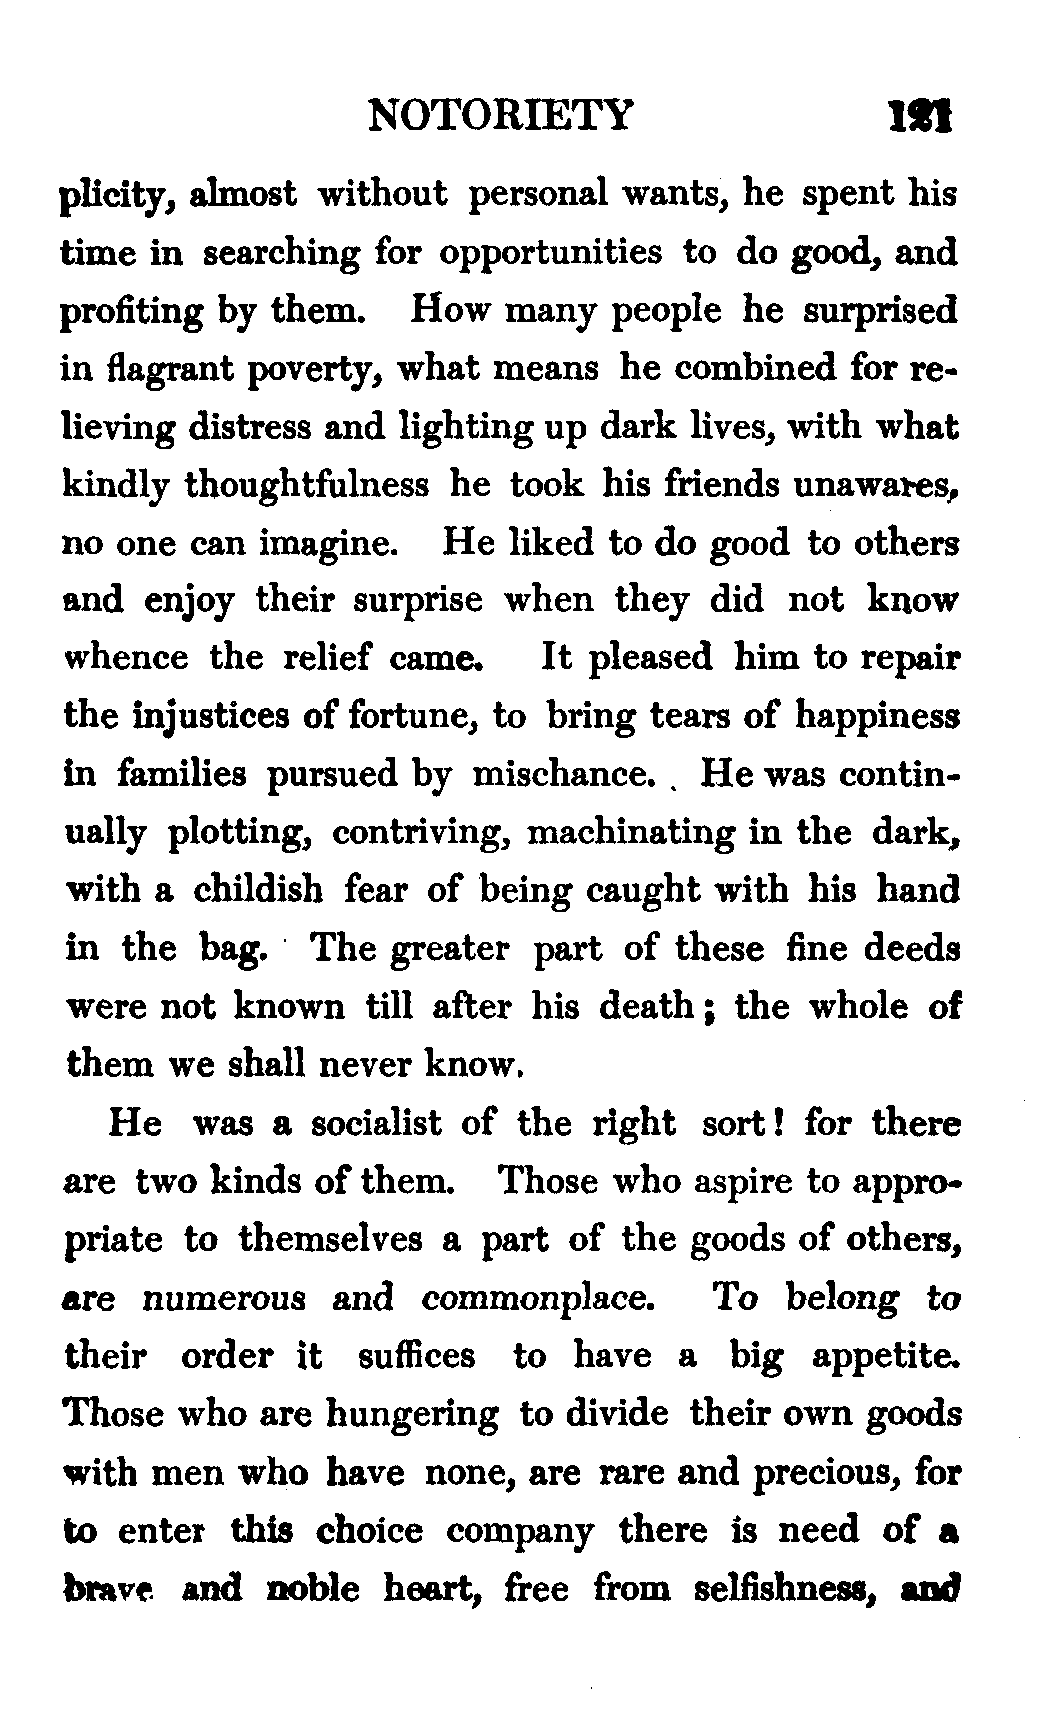 NOTORIETY 121
plicity, almost without personal wants, he spent his
time in searching for opportunities to do good, and
profiting by them. How many people he surprised
in flagrant poverty, what means he combined for re-
lieving distress and lighting up dark lives, with what
kindly thoughtfulness he took his friends unawares,
no one can imagine. He liked to do good to others
and enjoy their surprise when they did not know
whence the relief came. It pleased him to repair
the injustices of fortune, to bring tears of happiness
in families pursued by mischance. He was contin-
ually plotting, contriving, machinating in the dark,
with a childish fear of being caught with his hand
in the bag. The greater part of these fine deeds
were not known till after his death; the whole of
them we shall never know.
He was a socialist of the right sort! for there
are two kinds of them. Those who aspire to appro-
priate to themselves a part of the goods of others,
are numerous and commonplace. To belong to
their order it suffices to have a big appetite.
Those who are hungering to divide their own goods
with men who have none, are rare and precious, for
to enter this choice company there is need of a
brave and noble heart, free from selfishness, and